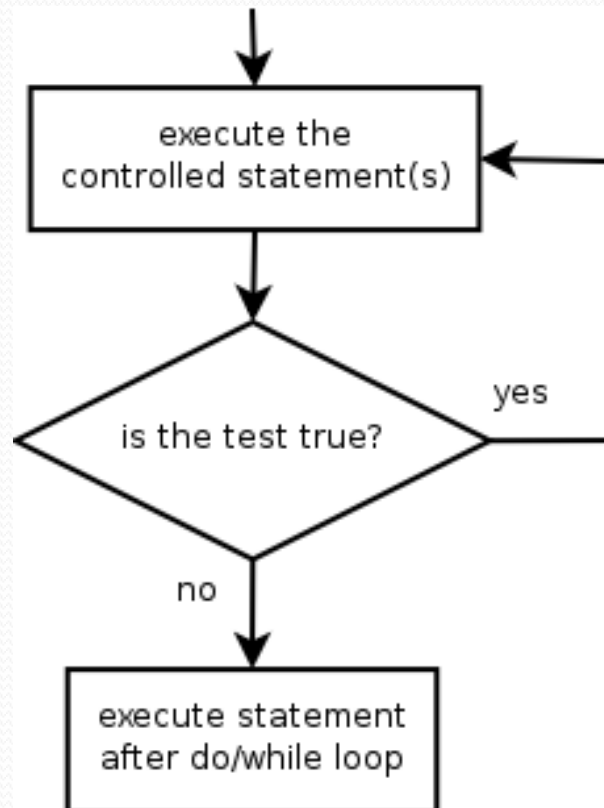 execute the
controlled statement(s)
is the test true?
yes
no
execute statement
after do/while loop